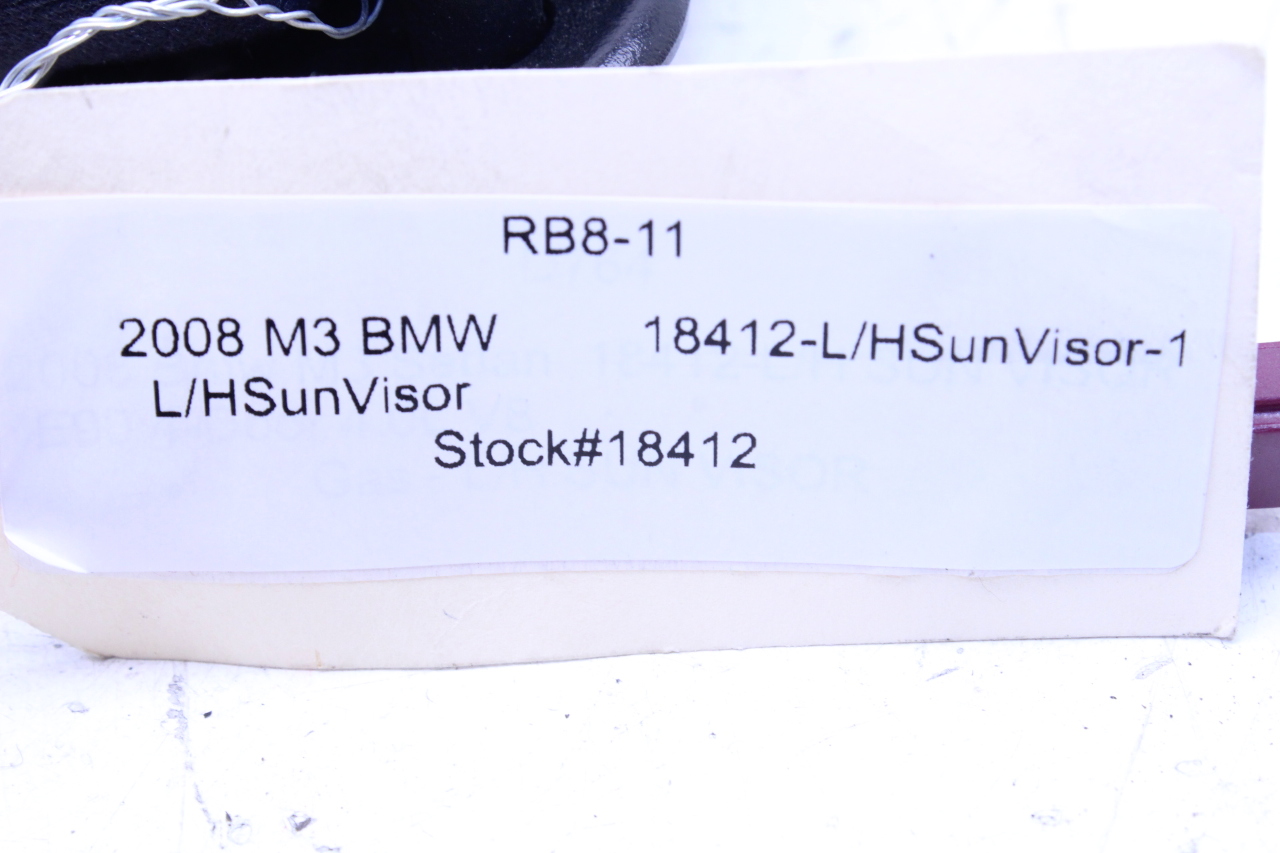 RB8-11
2008 M3 BMW 18412-L/HSunVisor-1
L/HSunVisor
Stock#18412